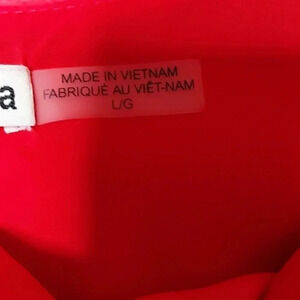 a
MADE IN VIETNAM
FABRIQUÉ AU VIÊT-NAM
L/G